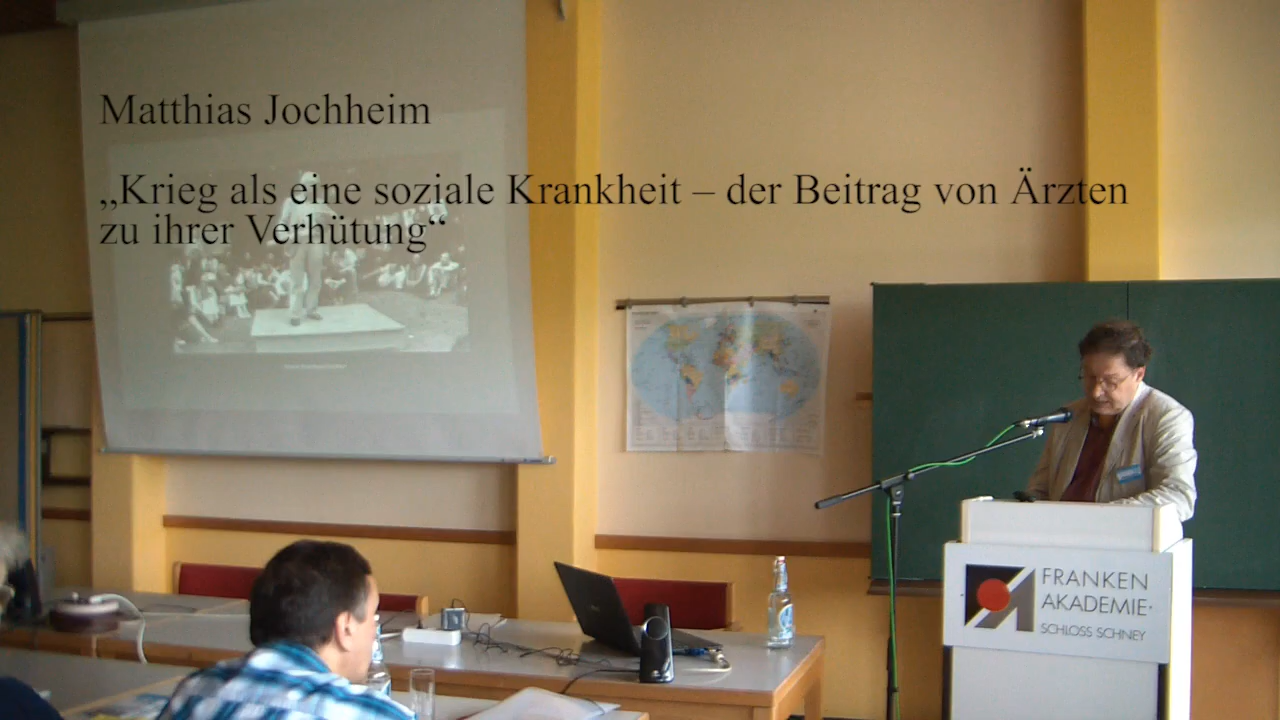 Matthias Jochheim
„Krieg als eine soziale Krankheit – der Beitrag von Ärzten
zu ihrer Verhütung“
FRANKEN
AKADEMIE
SCHLOSS SCHNEY